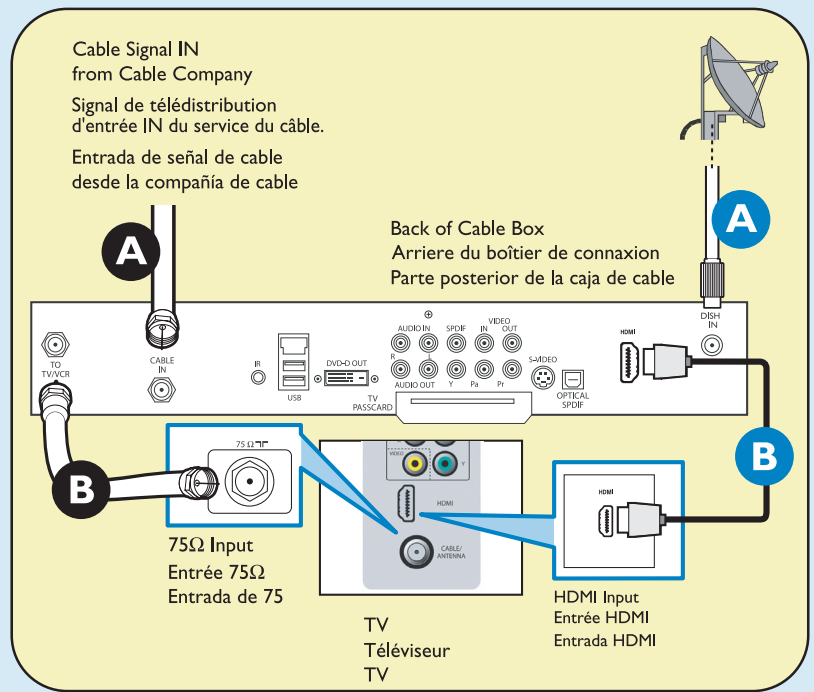 Cable Signal IN
from Cable Company
Signal de télédistribution
d'entrée IN du service du câble.
Entrada de señal de cable
desde la compañía de cable
A
A
Back of Cable Box
Arriere du boîtier de connaxion
Parte posterior de la caja de cable
TO
TV/VCR
CABLE
IN
IR
USB
DVD-D OUT
AUDIO IN
SPDIF
VIDEO
IN
OUT
R
L
AUDIO OUT
Y
Pa
Pr
TV
PASSCARD
S-VIDEO
OPTICAL
SPDIF
HDMI
DISH
IN
B
B
75 Ω
75Ω Input
Entrée 75Ω
Entrada de 75
VIDEO
Y
HDMI
CABLE/
ANTENNA
TV
Téléviseur
TV
HDMI
HDMI Input
Entrée HDMI
Entrada HDMI